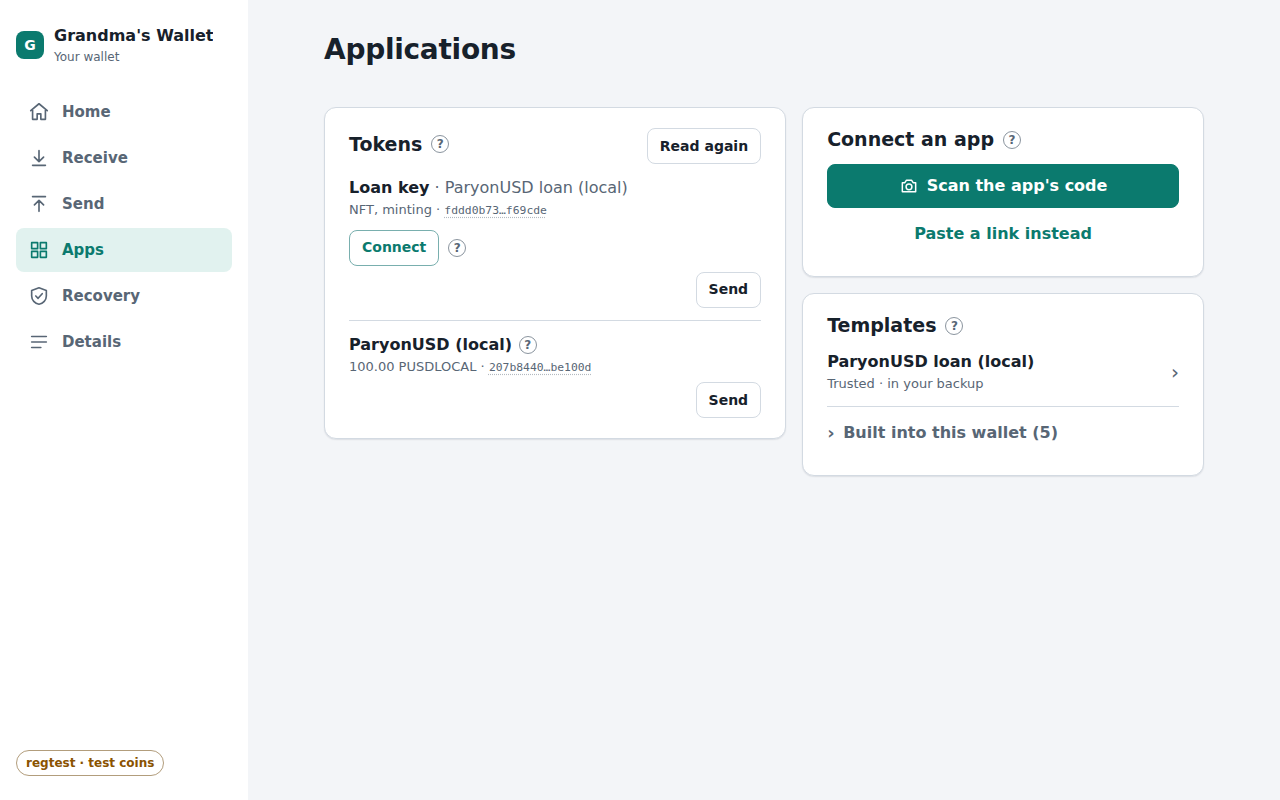 G
Grandma's Wallet
Your wallet
Home
Receive
Send
Apps
Recovery
Details
regtest · test coins
Applications
Tokens ?
Read again
Loan key · ParyonUSD loan (local)
NFT, minting · fddd0b73…f69cde
Connect ?
Send
ParyonUSD (local) ?
100.00 PUSDLOCAL · 207b8440…be100d
Send
Connect an app ?
Scan the app's code
Paste a link instead
Templates ?
ParyonUSD loan (local)
Trusted · in your backup
›
› Built into this wallet (5)